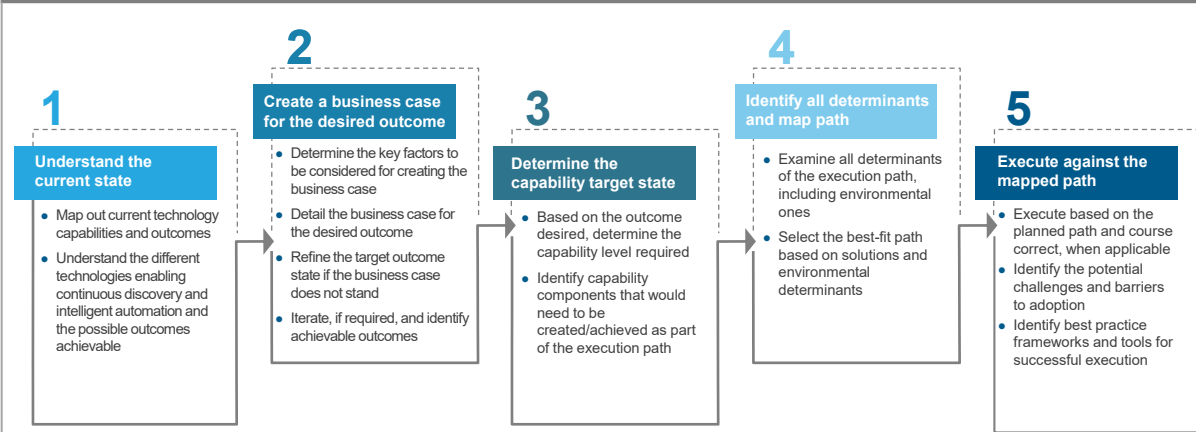 1
Understand the
current state
● Map out current technology
capabilities and outcomes
● Understand the different
technologies enabling
continuous discovery and
intelligent automation and
the possible outcomes
achievable
2
Create a business case
for the desired outcome
● Determine the key factors to
be considered for creating the
business case
● Detail the business case for
the desired outcome
● Refine the target outcome
state if the business case
does not stand
● Iterate, if required, and identify
achievable outcomes
3
Determine the
capability target state
● Based on the outcome
desired, determine the
capability level required
● Identify capability
components that would
need to be
created/achieved as part
of the execution path
4
Identify all determinants
and map path
● Examine all determinants
of the execution path,
including environmental
ones
● Select the best-fit path
based on solutions and
environmental
determinants
5
Execute against the
mapped path
● Execute based on the
planned path and course
correct, when applicable
● Identify the potential
challenges and barriers
to adoption
● Identify best practice
frameworks and tools for
successful execution